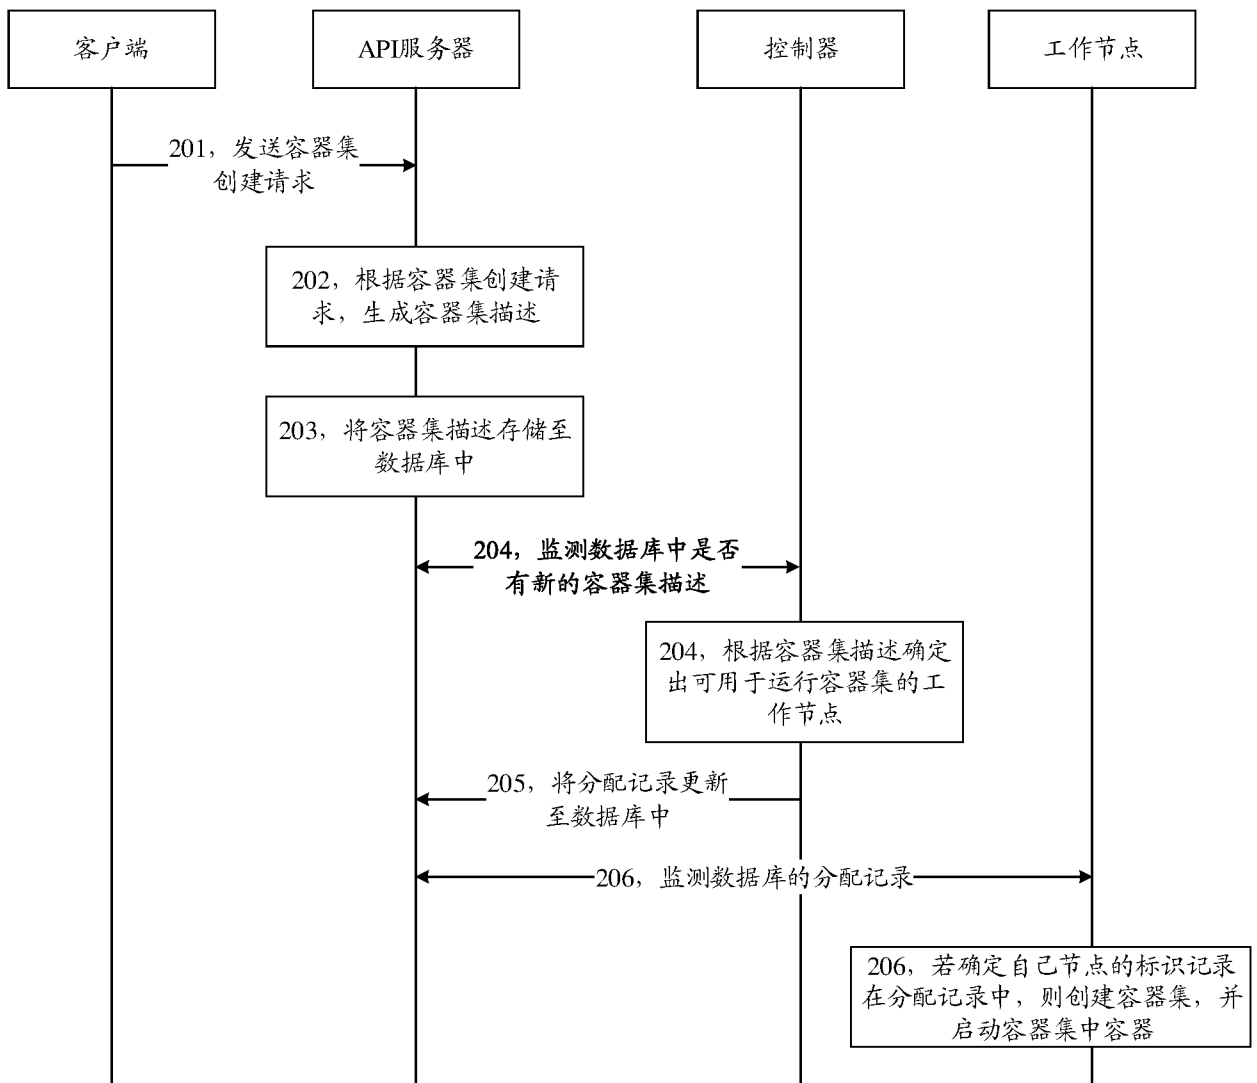 客户端
API服务器
控制器
工作节点
201，发送容器集
创建请求
202，根据容器集创建请
求，生成容器集描述
203，将容器集描述存储至
数据库中
204，监测数据库中是否
有新的容器集描述
204，根据容器集描述确定
出可用于运行容器集的工
作节点
205，将分配记录更新
至数据库中
206，监测数据库的分配记录
206，若确定自己节点的标识记录
在分配记录中，则创建容器集，并
启动容器集中容器